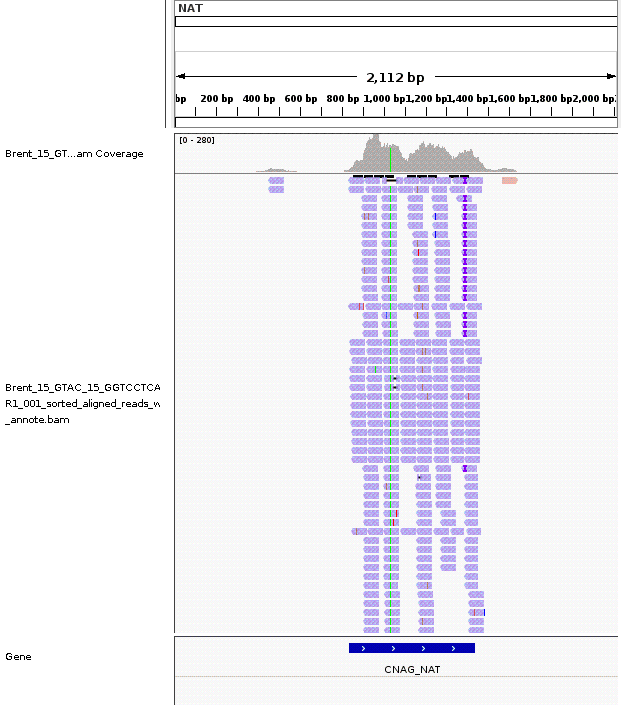 NAT
2,112 bp
bp 200 bp 400 bp 600 bp 800 bp 1,000 bp 1,200 bp 1,400 bp 1,600 bp 1,800 bp 2,000 bp
[0 - 280]
Brent_15_GT...am Coverage
Brent_15_GTAC_15_GGTCCTCA
R1_001_sorted_aligned_reads_w
_annote.bam
Gene
CNAG_NAT